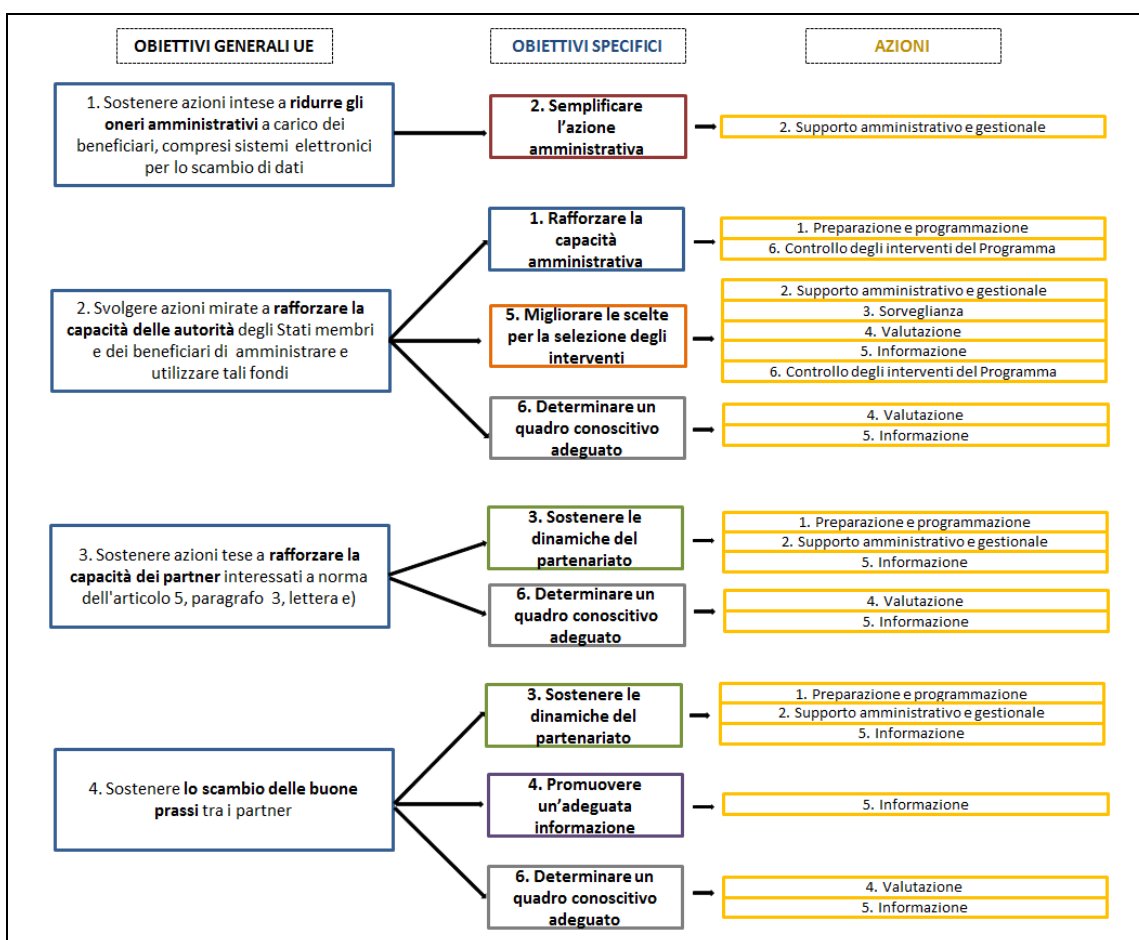 OBIETTIVI GENERALI UE
OBIETTIVI SPECIFICI
AZIONI
1. Sostenere azioni intese a ridurre gli
oneri amministrativi a carico dei
beneficiari, compresi sistemi elettronici
per lo scambio di dati
2. Semplificare
l'azione
amministrativa
2. Supporto amministrativo e gestionale
2. Svolgere azioni mirate a rafforzare la
capacità delle autorità degli Stati membri
e dei beneficiari di amministrare e
utilizzare tali fondi
1. Rafforzare la
capacità
amministrativa
1. Preparazione e programmazione
6. Controllo degli interventi del Programma
5. Migliorare le scelte
per la selezione degli
interventi
2. Supporto amministrativo e gestionale
3. Sorveglianza
4. Valutazione
5. Informazione
6. Controllo degli interventi del Programma
6. Determinare un
quadro conoscitivo
adeguato
4. Valutazione
5. Informazione
3. Sostenere azioni tese a rafforzare la
capacità dei partner interessati a norma
dell'articolo 5, paragrafo 3, lettera e)
3. Sostenere le
dinamiche del
partenariato
1. Preparazione e programmazione
2. Supporto amministrativo e gestionale
5. Informazione
6. Determinare un
quadro conoscitivo
adeguato
4. Valutazione
5. Informazione
4. Sostenere lo scambio delle buone
prassi tra i partner
3. Sostenere le
dinamiche del
partenariato
1. Preparazione e programmazione
2. Supporto amministrativo e gestionale
5. Informazione
4. Promuovere
un'adeguata
informazione
5. Informazione
6. Determinare un
quadro conoscitivo
adeguato
4. Valutazione
5. Informazione